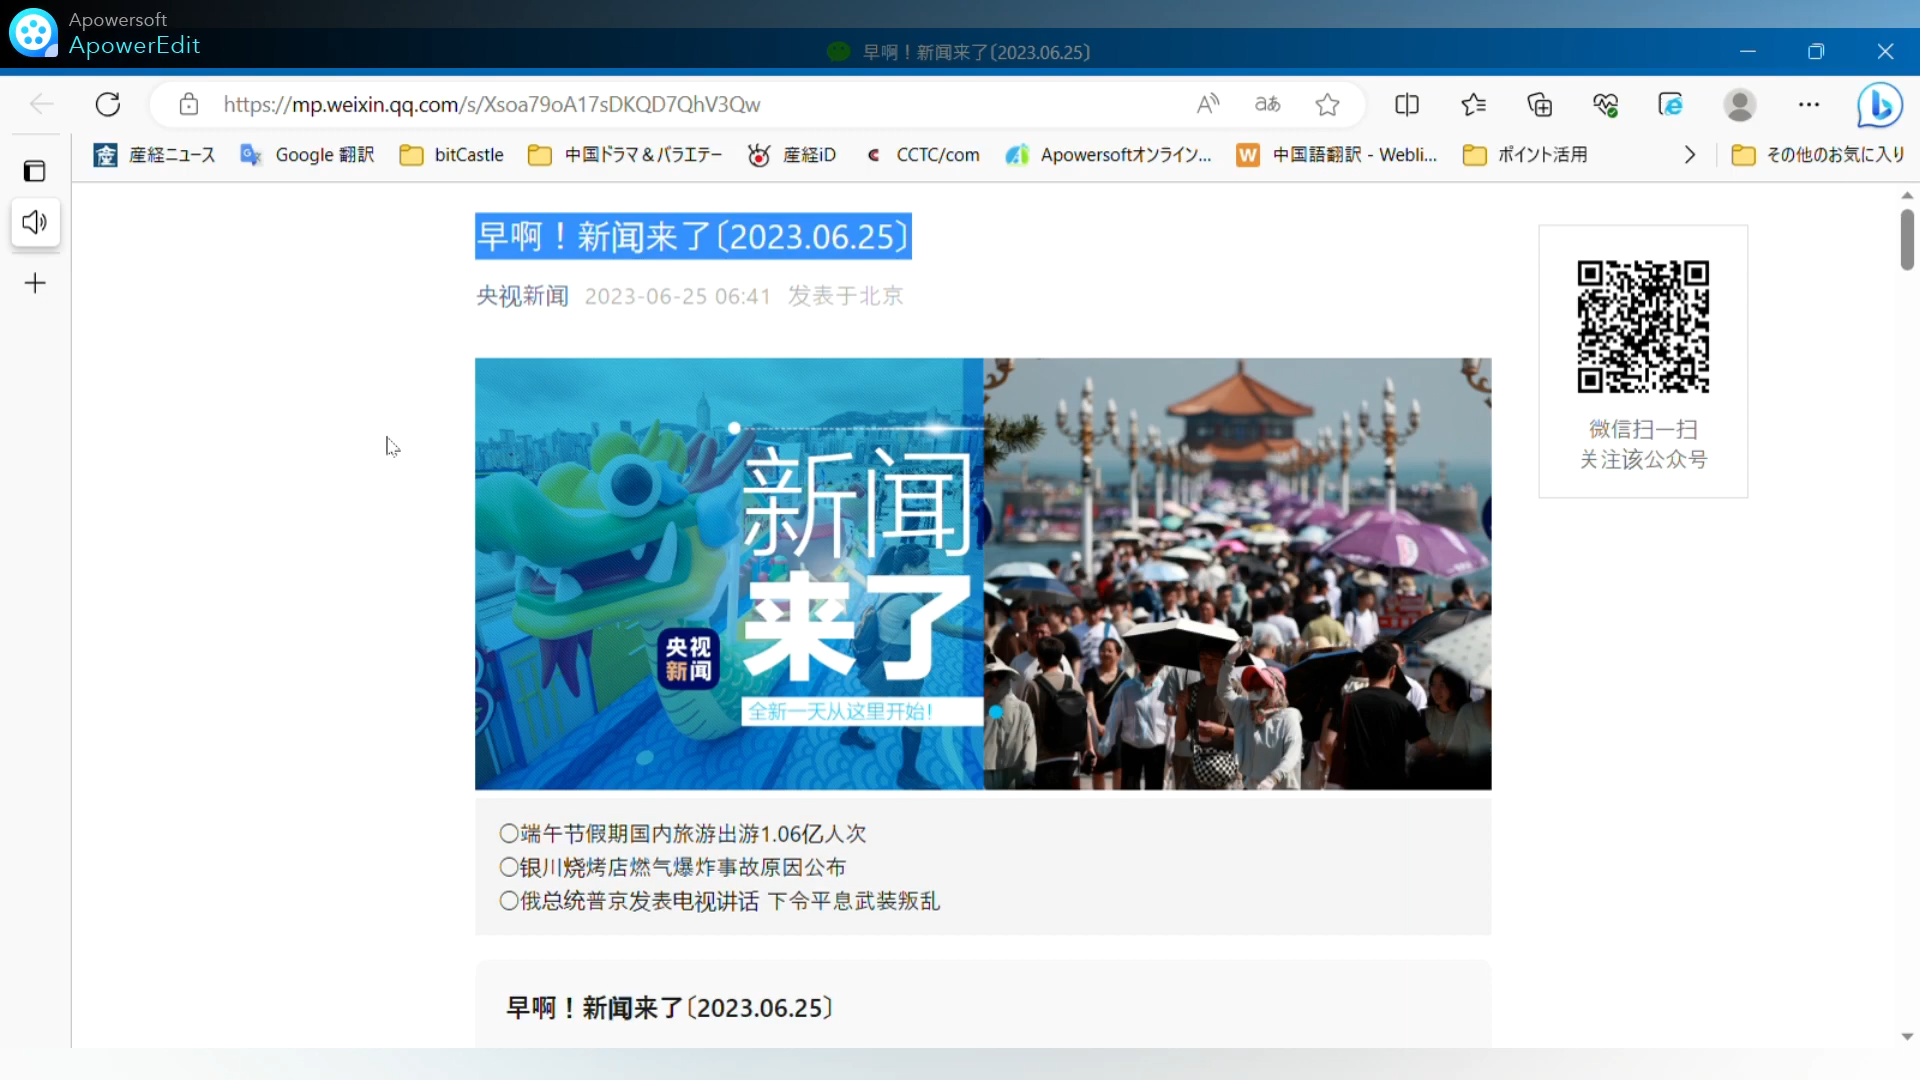 Apowersoft
ApowerEdit
早啊！新闻来了〔2023.06.25〕
https://mp.weixin.qq.com/s/Xsoa79oA17sDKQD7QhV3Qw
産経ニュース
Google 翻訳
bitCastle
中国ドラマ＆バラエテー
産経iD
CCTC/com
Apowersoftオンライン...
中国語翻訳 - Webli...
ポイント活用
その他のお気に入り
早啊！新闻来了〔2023.06.25〕
央视新闻 2023-06-25 06:41 发表于北京
新闻
来了
央视
新闻
全新一天从这里开始!
微信扫一扫
关注该公众号
〇端午节假期国内旅游出游1.06亿人次
〇银川烧烤店燃气爆炸事故原因公布
〇俄总统普京发表电视讲话 下令平息武装叛乱
早啊！新闻来了〔2023.06.25〕